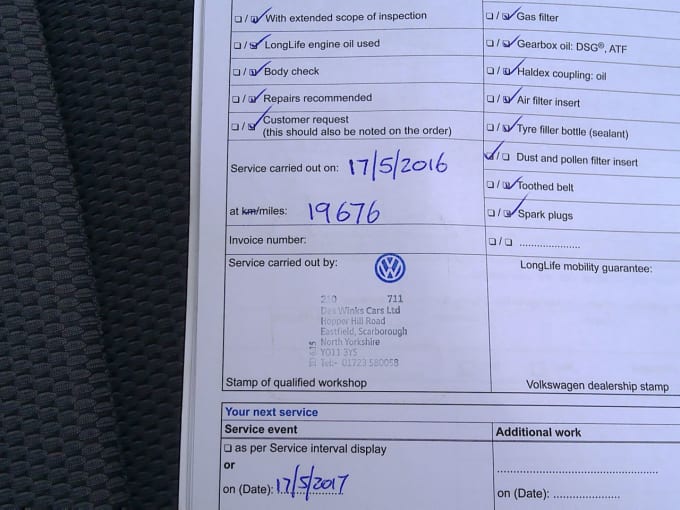 With extended scope of inspection
LongLife engine oil used
Body check
Repairs recommended
Customer request
(this should also be noted on the order)
Service carried out on: 17/5/2016
at km/miles: 19676
Invoice number:
Service carried out by:
Gas filter
Gearbox oil: DSG®, ATF
Haldex coupling: oil
Air filter insert
Tyre filler bottle (sealant)
Dust and pollen filter insert
Toothed belt
Spark plugs
LongLife mobility guarantee:
210 711
Des Winks Cars Ltd
Hopper Hill Road
Eastfield, Scarborough
North Yorkshire
YO11 3YS
Tel:- 01723 580058
Stamp of qualified workshop
Volkswagen dealership stamp
Your next service
Service event
as per Service interval display
or
on (Date): 17/5/2017
Additional work
on (Date):